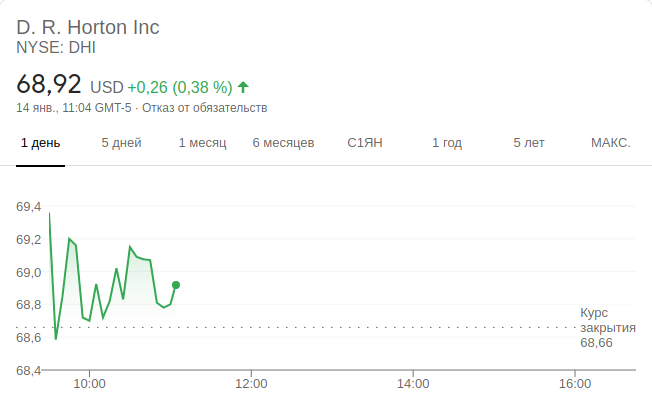 D. R. Horton Inc
NYSE: DHI
68,92 USD +0,26 (0,38 %)
14 янв., 11:04 GMT-5 · Отказ от обязательств
1 день 5 дней 1 месяц 6 месяцев С1ЯН 1 год 5 лет МАКС.
69,4
69,2
69,0
68,8
68,6
68,4
Курс
закрытия
68,66
10:00 12:00 14:00 16:00